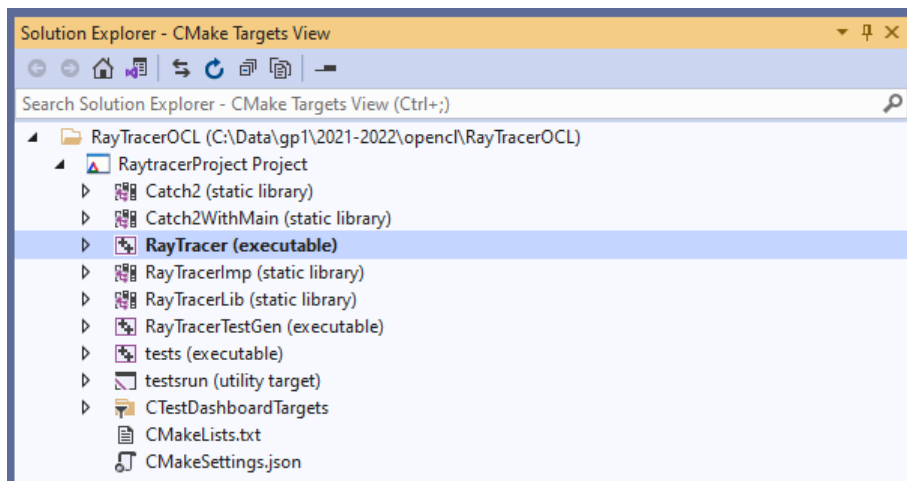 Solution Explorer - CMake Targets View
Search Solution Explorer - CMake Targets View (Ctrl+;)
RayTracerOCL (C:\Data\gp1\2021-2022\opencl\RayTracerOCL)
RaytracerProject Project
Catch2 (static library)
Catch2WithMain (static library)
RayTracer (executable)
RayTracerImp (static library)
RayTracerLib (static library)
RayTracerTestGen (executable)
tests (executable)
testsrun (utility target)
CTestDashboardTargets
CMakeLists.txt
CMakeSettings.json